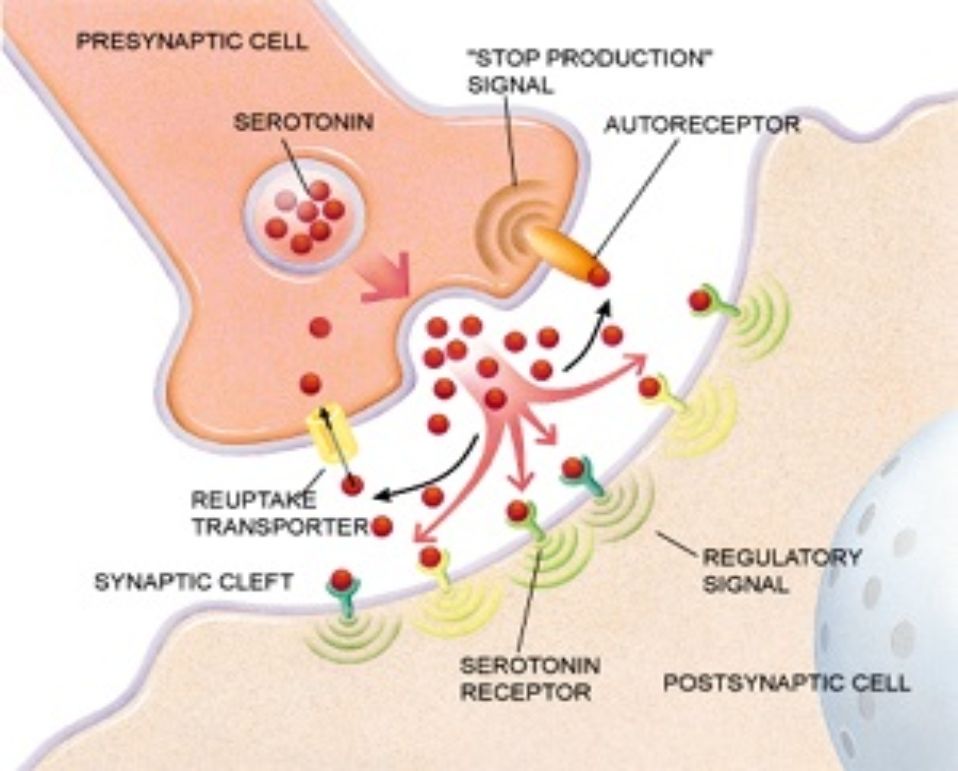 PRESYNAPTIC CELL
"STOP PRODUCTION"
SIGNAL
SEROTONIN
AUTORECEPTOR
REUPTAKE
TRANSPORTER
SYNAPTIC CLEFT
REGULATORY
SIGNAL
SEROTONIN
RECEPTOR
POSTSYNAPTIC CELL